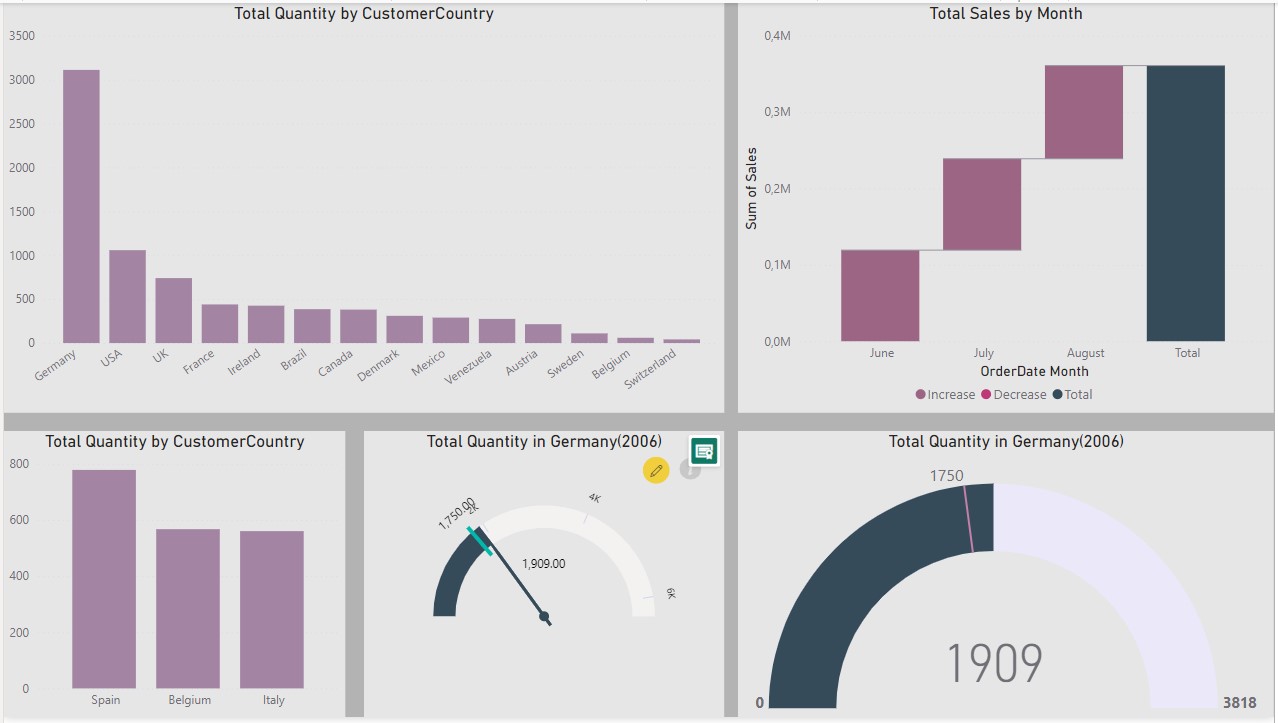 Total Quantity by CustomerCountry
3500
3000
2500
2000
1500
1000
500
0
Germany
USA
UK
France
Ireland
Brazil
Canada
Denmark
Mexico
Venezuela
Austria
Sweden
Belgium
Switzerland
Total Sales by Month
Sum of Sales
0,4M
0,3M
0,2M
0,1M
0,0M
June July August Total
OrderDate Month
Increase Decrease Total
Total Quantity by CustomerCountry
800
600
400
200
0
Spain Belgium Italy
Total Quantity in Germany(2006)
1,750.00
2K
4K
6K
1,909.00
Total Quantity in Germany(2006)
1750
1909
0
3818